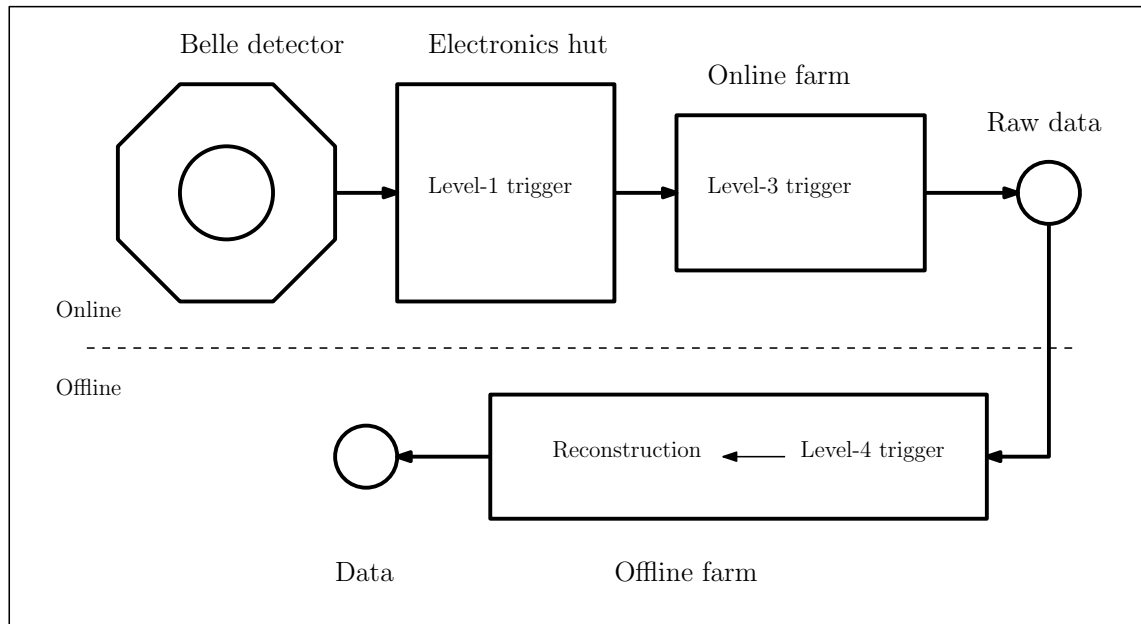 Belle detector
Electronics hut
Online farm
Raw data
Level-1 trigger
Level-3 trigger
Online
Offline
Reconstruction
Level-4 trigger
Data
Offline farm